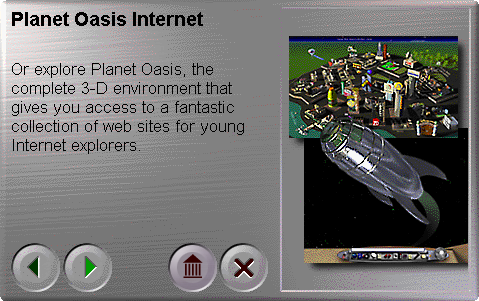 Planet Oasis Internet
Or explore Planet Oasis, the
complete 3-D environment that
gives you access to a fantastic
collection of web sites for young
Internet explorers.